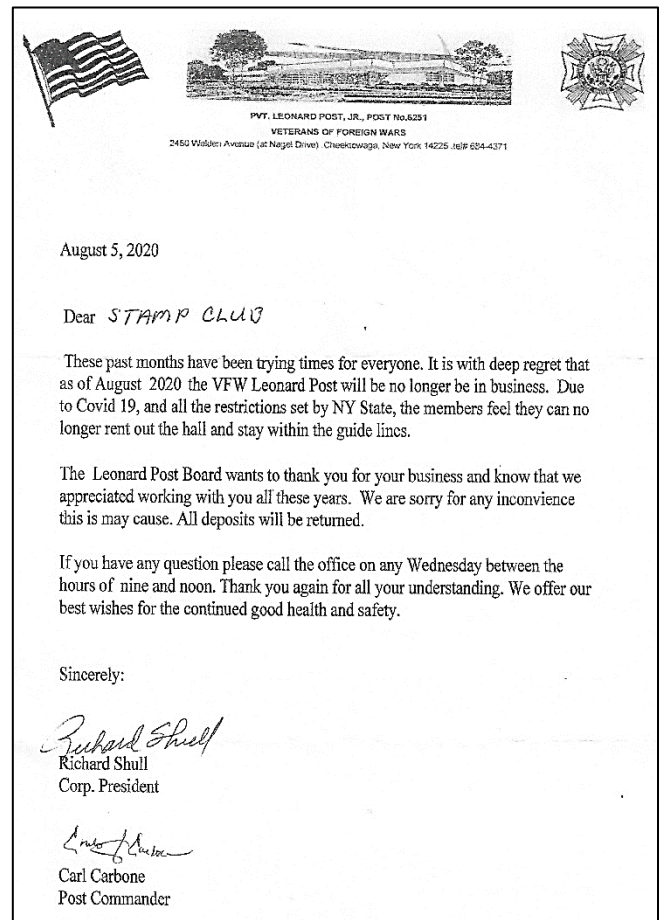 PVT. LEONARD POST, JR., POST No.6251
VETERANS OF FOREIGN WARS
2450 Walden Avenue (at Nagel Drive) .Cheektowaga, New York 14225 .tel# 684-4371
August 5, 2020
Dear STAMP CLUB
These past months have been trying times for everyone. It is with deep regret that
as of August 2020 the VFW Leonard Post will be no longer be in business. Due
to Covid 19, and all the restrictions set by NY State, the members feel they can no
longer rent out the hall and stay within the guide lines.
The Leonard Post Board wants to thank you for your business and know that we
appreciated working with you all these years. We are sorry for any inconvience
this is may cause. All deposits will be returned.
If you have any question please call the office on any Wednesday between the
hours of nine and noon. Thank you again for all your understanding. We offer our
best wishes for the continued good health and safety.
Sincerely:
Richard Shull
Richard Shull
Corp. President
Carl Carbone
Post Commander